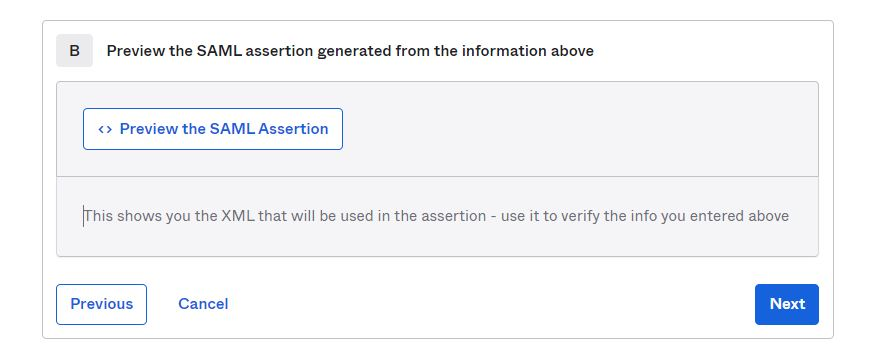 B Preview the SAML assertion generated from the information above
<> Preview the SAML Assertion
This shows you the XML that will be used in the assertion - use it to verify the info you entered above
Previous Cancel Next